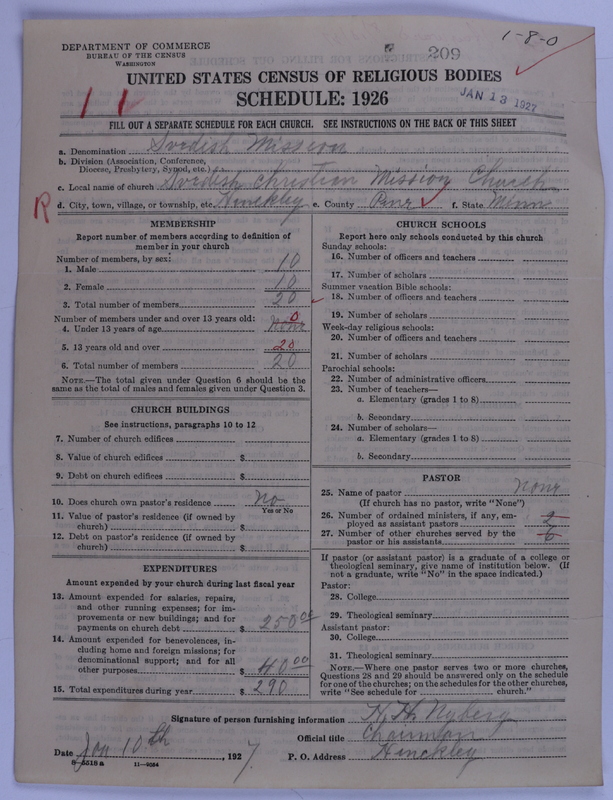 1-8-0
DEPARTMENT OF COMMERCE
BUREAU OF THE CENSUS
WASHINGTON
209
UNITED STATES CENSUS OF RELIGIOUS BODIES
SCHEDULE: 1926
JAN 13 1927
1 1
FILL OUT A SEPARATE SCHEDULE FOR EACH CHURCH. SEE INSTRUCTIONS ON THE BACK OF THIS SHEET
a. Denomination Swedish Mission
b. Division (Association, Conference, Diocese, Presbytery, Synod, etc.)
c. Local name of church Swedish Christian Mission Church
R d. City, town, village, or township, etc. Hinckley e. County Pine f. State Minn
MEMBERSHIP
Report number of members according to definition of member in your church
Number of members, by sex:
1. Male 10
2. Female 10
3. Total number of members 20
Number of members under and over 13 years old:
4. Under 13 years of age None 0
5. 13 years old and over 20
6. Total number of members 20
NOTE.—The total given under Question 6 should be the same as the total of males and females given under Question 3.
CHURCH BUILDINGS
See instructions, paragraphs 10 to 12
7. Number of church edifices
8. Value of church edifices $
9. Debt on church edifices $
10. Does church own pastor's residence No
Yes or No
11. Value of pastor's residence (if owned by church) $
12. Debt on pastor's residence (if owned by church) $
EXPENDITURES
Amount expended by your church during last fiscal year
13. Amount expended for salaries, repairs, and other running expenses; for improvements or new buildings; and for payments on church debt $ 250.00
14. Amount expended for benevolences, including home and foreign missions; for denominational support; and for all other purposes $ 40.00
15. Total expenditures during year $ 290
CHURCH SCHOOLS
Report here only schools conducted by this church
Sunday schools:
16. Number of officers and teachers
17. Number of scholars
Summer vacation Bible schools:
18. Number of officers and teachers
19. Number of scholars
Week-day religious schools:
20. Number of officers and teachers
21. Number of scholars
Parochial schools:
22. Number of administrative officers
23. Number of teachers—
a. Elementary (grades 1 to 8)
b. Secondary
24. Number of scholars—
a. Elementary (grades 1 to 8)
b. Secondary
PASTOR
25. Name of pastor None
(If church has no pastor, write "None")
26. Number of ordained ministers, if any, employed as assistant pastors 2
27. Number of other churches served by the pastor or his assistants 6
If pastor (or assistant pastor) is a graduate of a college or theological seminary, give name of institution below. (If not a graduate, write "No" in the space indicated.)
Pastor:
28. College
29. Theological seminary
Assistant pastor:
30. College
31. Theological seminary
NOTE.—Where one pastor serves two or more churches, Questions 28 and 29 should be answered only on the schedule for one of the churches; on the schedules for the other churches, write "See schedule for church."
Signature of person furnishing information Nyberg
Official title Chairman
Date Jan 10th, 1927 P. O. Address Hinckley
8-5518 a 11-9064